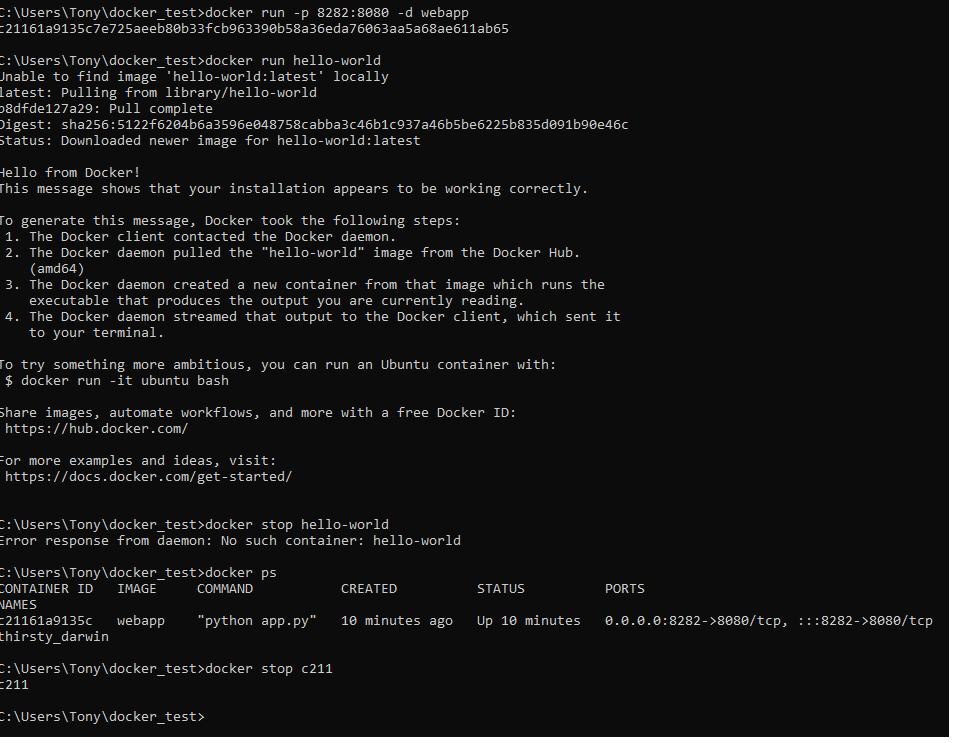 C:\Users\Tony\docker_test>docker run -p 8282:8080 -d webapp
c21161a9135c7e725aeeb80b33fcb963390b58a36eda76063aa5a68ae611ab65
C:\Users\Tony\docker_test>docker run hello-world
Unable to find image 'hello-world:latest' locally
latest: Pulling from library/hello-world
b8dfde127a29: Pull complete
Digest: sha256:5122f6204b6a3596e048758cabba3c46b1c937a46b5be6225b835d091b90e46c
Status: Downloaded newer image for hello-world:latest
Hello from Docker!
This message shows that your installation appears to be working correctly.
To generate this message, Docker took the following steps:
1. The Docker client contacted the Docker daemon.
2. The Docker daemon pulled the "hello-world" image from the Docker Hub.
(amd64)
3. The Docker daemon created a new container from that image which runs the
executable that produces the output you are currently reading.
4. The Docker daemon streamed that output to the Docker client, which sent it
to your terminal.
To try something more ambitious, you can run an Ubuntu container with:
$ docker run -it ubuntu bash
Share images, automate workflows, and more with a free Docker ID:
https://hub.docker.com/
For more examples and ideas, visit:
https://docs.docker.com/get-started/
C:\Users\Tony\docker_test>docker stop hello-world
Error response from daemon: No such container: hello-world
C:\Users\Tony\docker_test>docker ps
CONTAINER ID   IMAGE     COMMAND           CREATED          STATUS          PORTS
NAMES
c21161a9135c   webapp    "python app.py"   10 minutes ago   Up 10 minutes   0.0.0.0:8282->8080/tcp, :::8282->8080/tcp
thirsty_darwin
C:\Users\Tony\docker_test>docker stop c211
c211
C:\Users\Tony\docker_test>